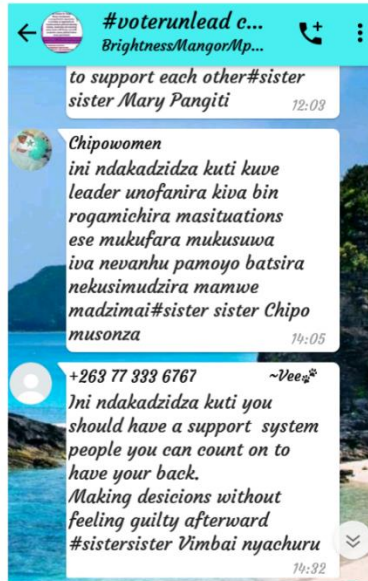 #voterunlead c...
BrightnessMangorMp...
to support each other#sister
sister Mary Pangiti
12:03
Chipowomen
ini ndakadzidza kuti kuve
leader unofanira kiva bin
rogamichira masituations
ese mukufara mukusuwa
iva nevanhu pamoyo batsira
nekusimudzira mamwe
madzimai#sister sister Chipo
musonza
14:05
+263 77 333 6767 ~Vee🐾
Ini ndakadzidza kuti you
should have a support system
people you can count on to
have your back.
Making desicions without
feeling guilty afterward
#sistersister Vimbai nyachuru
14:32